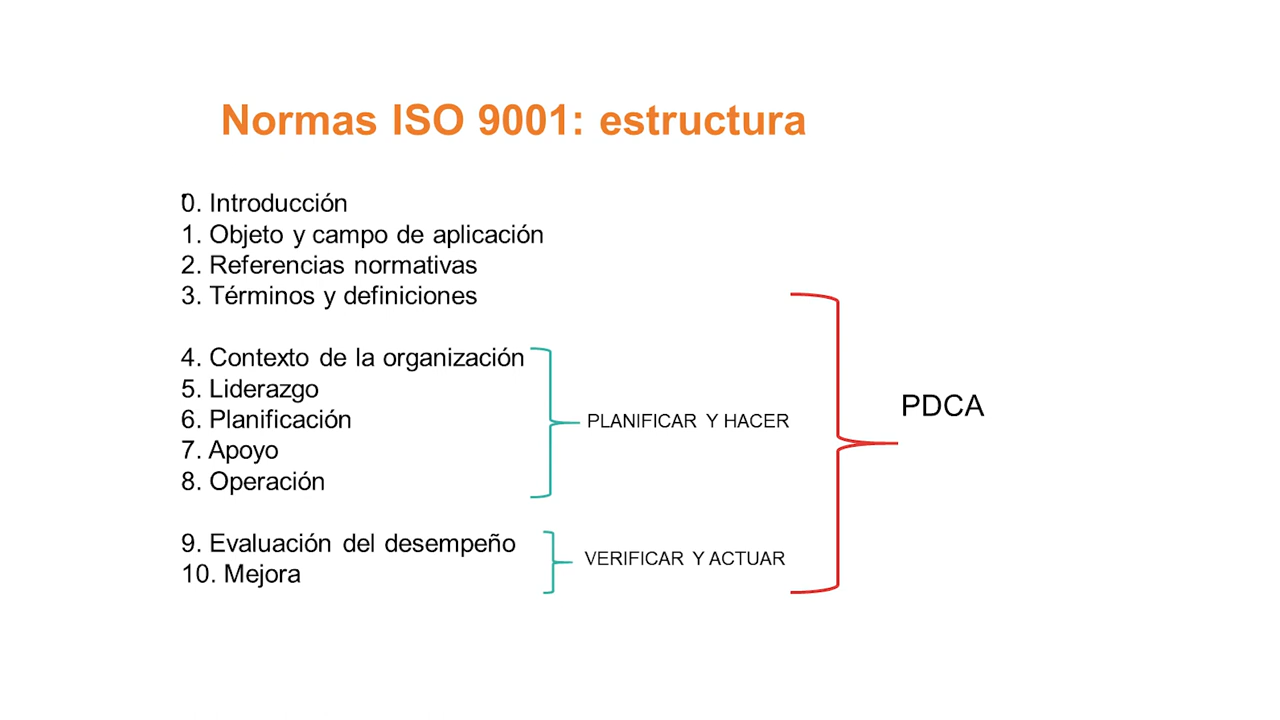 Normas ISO 9001: estructura
0. Introducción
1. Objeto y campo de aplicación
2. Referencias normativas
3. Términos y definiciones
4. Contexto de la organización
5. Liderazgo
6. Planificación
7. Apoyo
8. Operación
PLANIFICAR Y HACER
PDCA
9. Evaluación del desempeño
10. Mejora
VERIFICAR Y ACTUAR